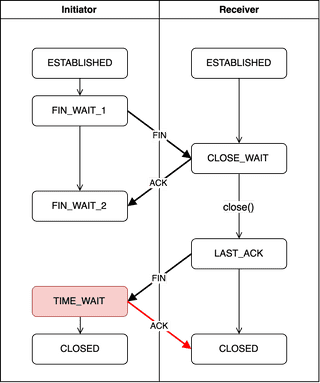 Initiator
Receiver
ESTABLISHED
ESTABLISHED
FIN_WAIT_1
FIN
CLOSE_WAIT
ACK
FIN_WAIT_2
close()
LAST_ACK
FIN
TIME_WAIT
ACK
CLOSED
CLOSED